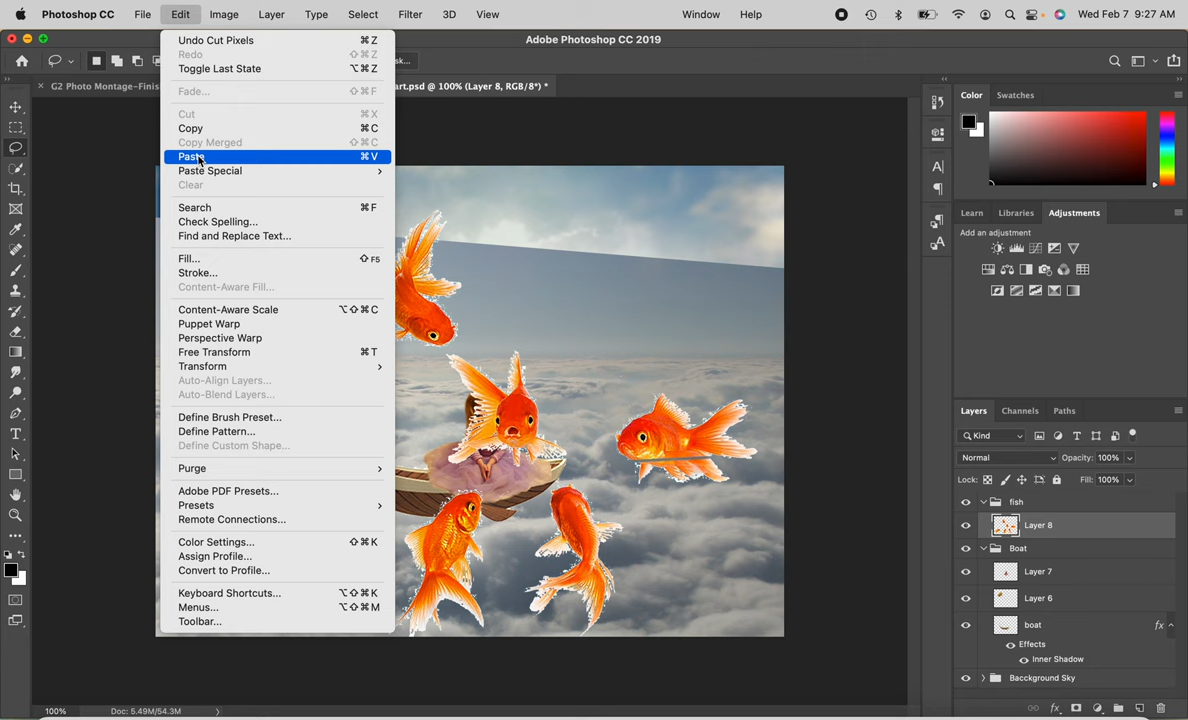 Photoshop CC File Edit Image Layer Type Select Filter 3D View Window Help Wed Feb 7 9:27 AM
Adobe Photoshop CC 2019
sk...
× G2 Photo Montage-Finis
art.psd @ 100% (Layer 8, RGB/8*) *
Undo Cut Pixels ⌘Z
Redo ⇧⌘Z
Toggle Last State ⌥⌘Z
Fade... ⇧⌘F
Cut ⌘X
Copy ⌘C
Copy Merged ⇧⌘C
Paste ⌘V
Paste Special
Clear
Search ⌘F
Check Spelling...
Find and Replace Text...
Fill... ⇧F5
Stroke...
Content-Aware Fill...
Content-Aware Scale ⌥⇧⌘C
Puppet Warp
Perspective Warp
Free Transform ⌘T
Transform
Auto-Align Layers...
Auto-Blend Layers...
Define Brush Preset...
Define Pattern...
Define Custom Shape...
Purge
Adobe PDF Presets...
Presets
Remote Connections...
Color Settings... ⇧⌘K
Assign Profile...
Convert to Profile...
Keyboard Shortcuts... ⌥⇧⌘K
Menus... ⌥⇧⌘M
Toolbar...
Color Swatches
Learn Libraries Adjustments
Add an adjustment
Layers Channels Paths
Kind
Normal Opacity: 100%
Lock: Fill: 100%
fish
Layer 8
Boat
Layer 7
Layer 6
boat fx
Effects
Inner Shadow
Baccground Sky
fx
100% Doc: 5.49M/54.3M